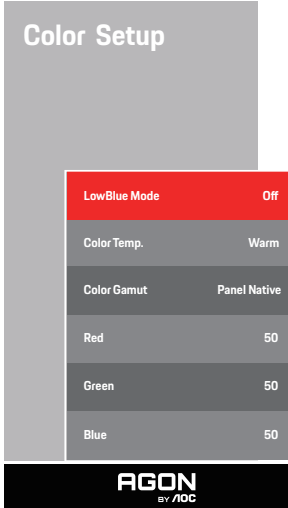 Color Setup
LowBlue Mode Off
Color Temp. Warm
Color Gamut Panel Native
Red 50
Green 50
Blue 50
AGON
BY AOC